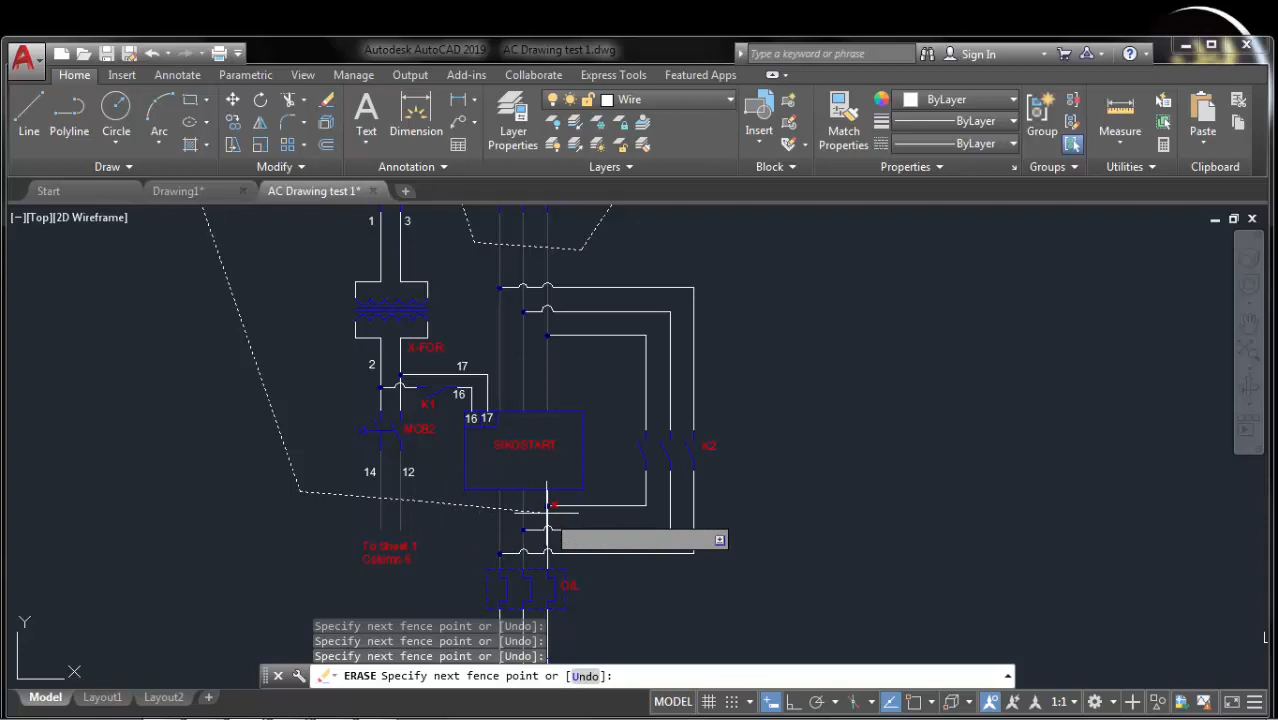 Autodesk AutoCAD 2019 AC Drawing test 1.dwg Type a keyword or phrase Sign In
Home Insert Annotate Parametric View Manage Output Add-ins Collaborate Express Tools Featured Apps
Wire ByLayer
Line Polyline Circle Arc Text Dimension Layer Properties Insert Match Properties ByLayer Group Measure Paste
ByLayer
Draw Modify Annotation Layers Block Properties Groups Utilities Clipboard
Start Drawing1* AC Drawing test 1*
[−][Top][2D Wireframe]
1 3
X-FOR
2 17
16
K1
16 17
MCB2
SIKOSTART K2
14 12
To Sheet 1
Column 6
O/L
Y
X
Specify next fence point or [Undo]:
Specify next fence point or [Undo]:
Specify next fence point or [Undo]:
ERASE Specify next fence point or [Undo]:
Model Layout1 Layout2 + MODEL 1:1